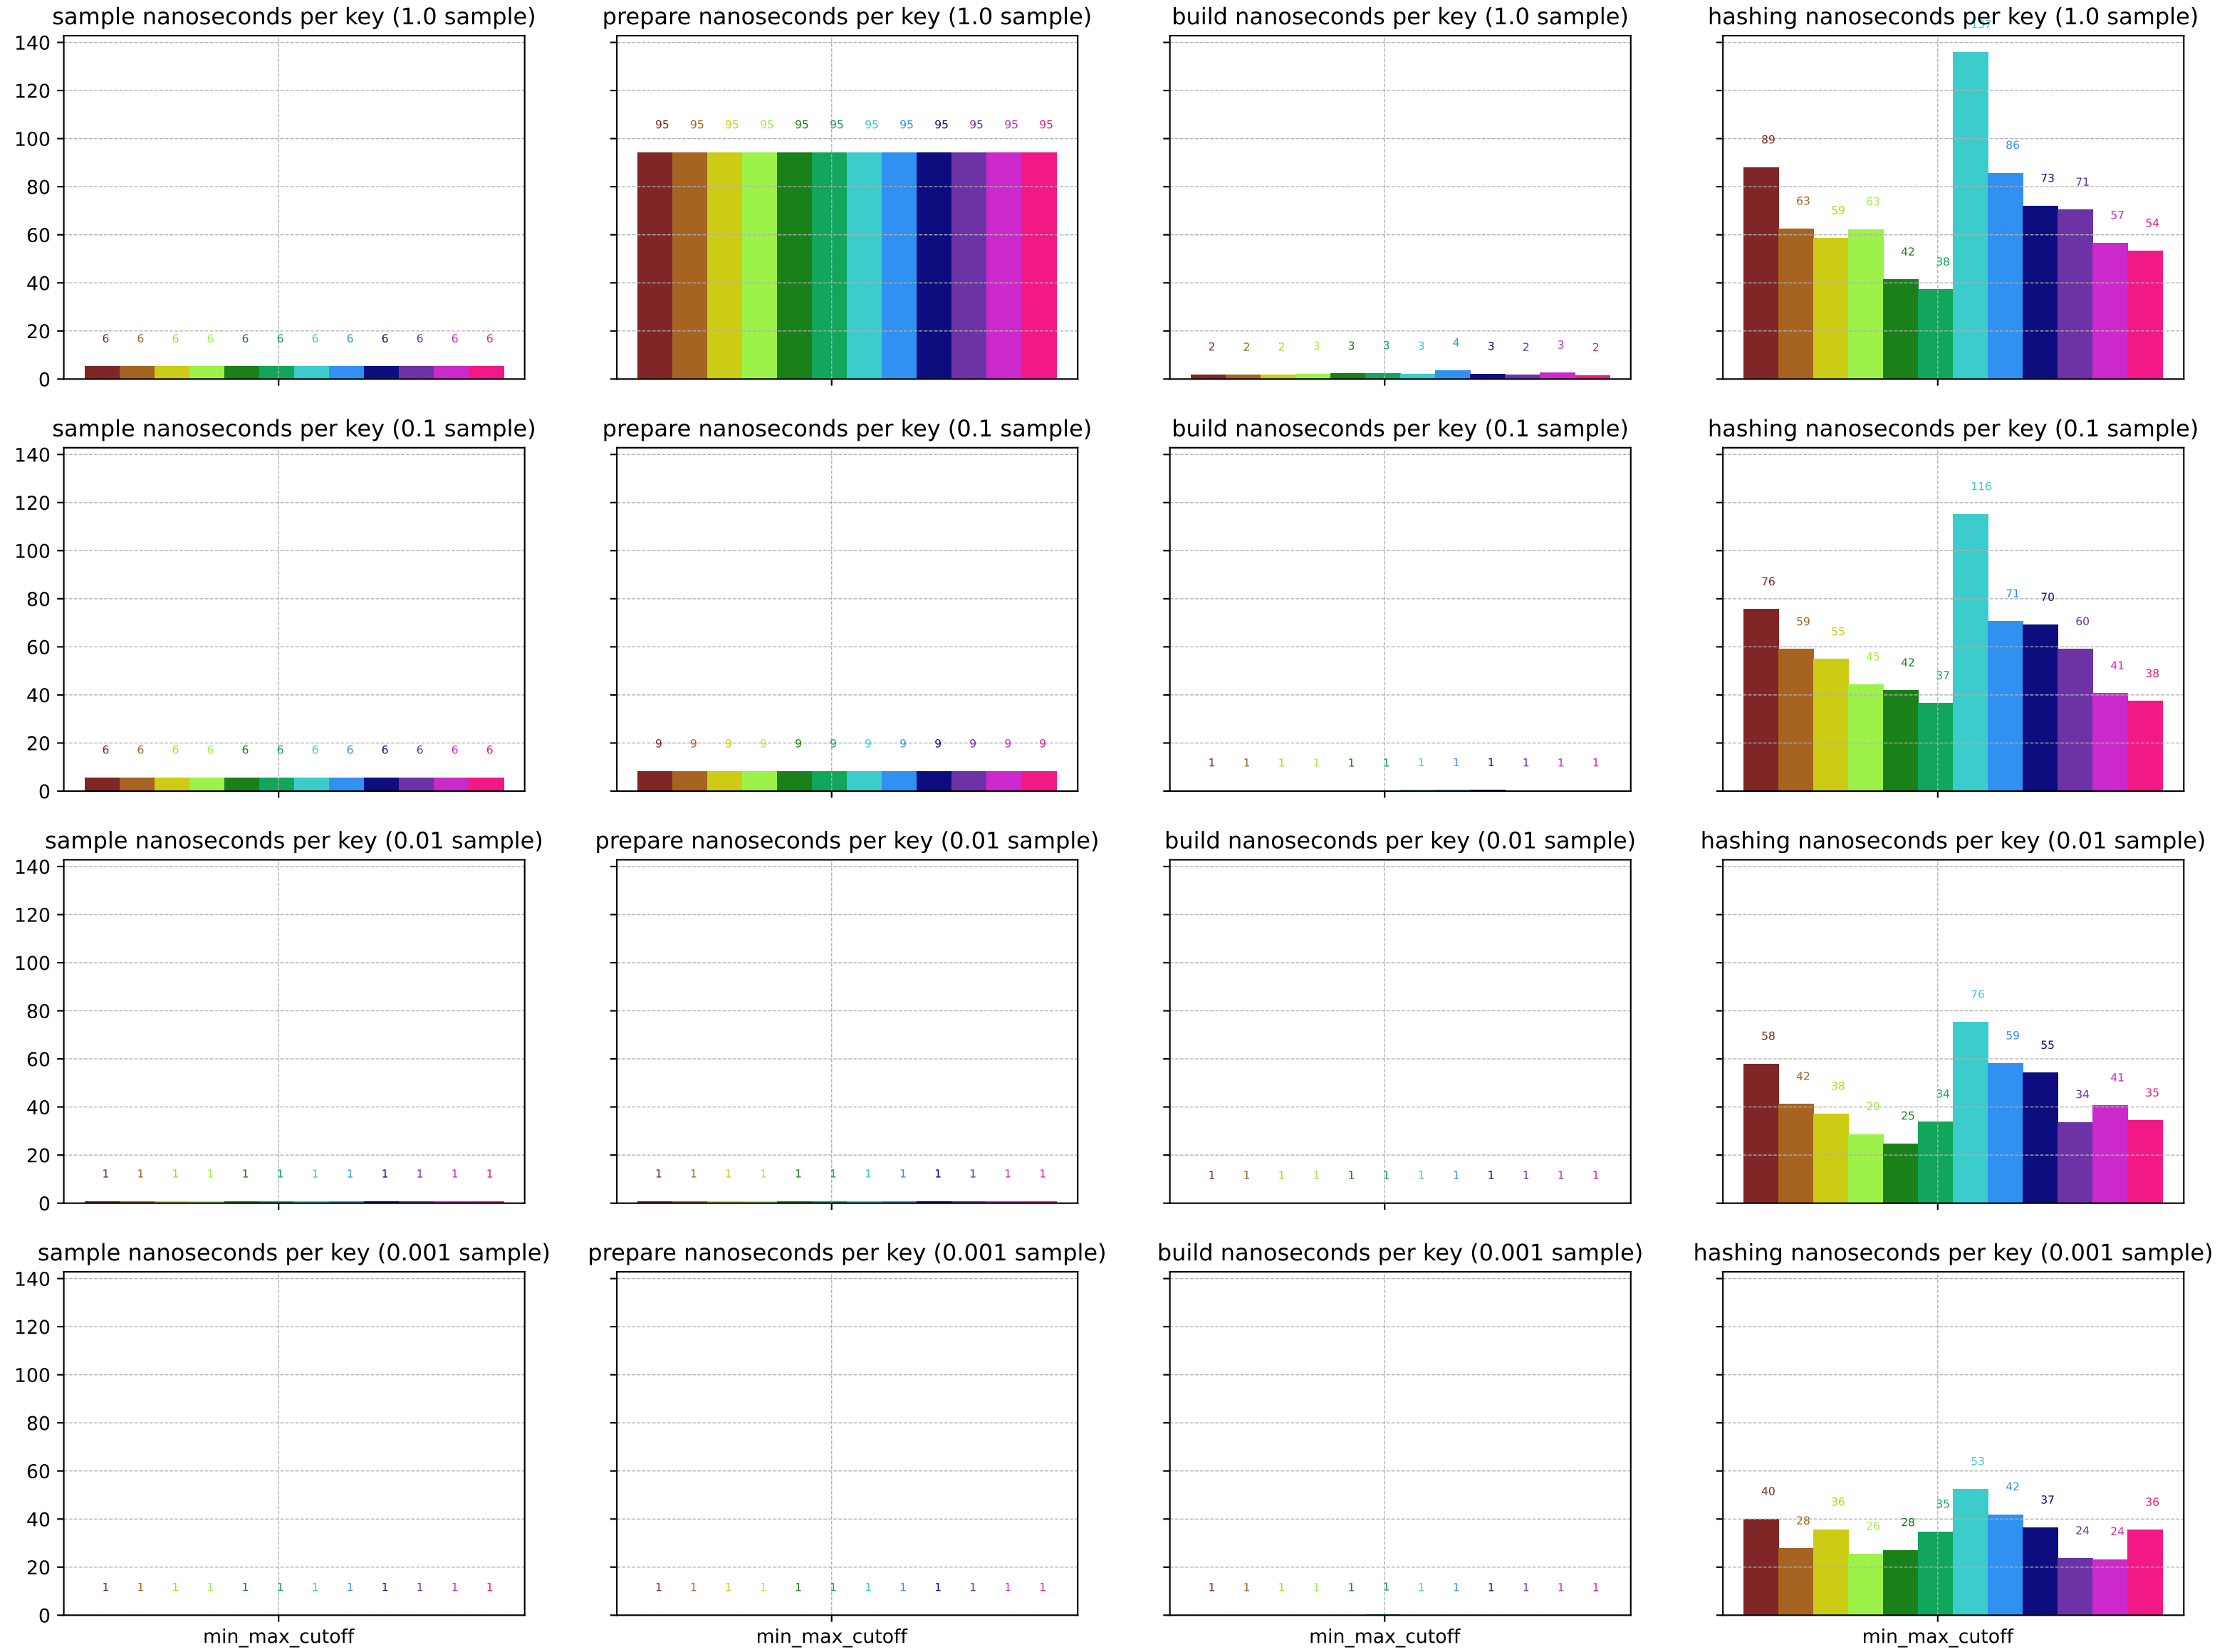 sample nanoseconds per key (1.0 sample)
140
120
100
80
60
40
20
0
6 6 6 6 6 6 6 6 6 6 6 6
prepare nanoseconds per key (1.0 sample)
95 95 95 95 95 95 95 95 95 95 95 95
build nanoseconds per key (1.0 sample)
2 2 2 3 3 3 3 4 3 2 3 2
hashing nanoseconds per key (1.0 sample)
89 63 59 63 42 38 137 86 73 71 57 54
sample nanoseconds per key (0.1 sample)
140
120
100
80
60
40
20
0
6 6 6 6 6 6 6 6 6 6 6 6
prepare nanoseconds per key (0.1 sample)
9 9 9 9 9 9 9 9 9 9 9 9
build nanoseconds per key (0.1 sample)
1 1 1 1 1 1 1 1 1 1 1 1
hashing nanoseconds per key (0.1 sample)
76 59 55 45 42 37 116 71 70 60 41 38
sample nanoseconds per key (0.01 sample)
140
120
100
80
60
40
20
0
1 1 1 1 1 1 1 1 1 1 1 1
prepare nanoseconds per key (0.01 sample)
1 1 1 1 1 1 1 1 1 1 1 1
build nanoseconds per key (0.01 sample)
1 1 1 1 1 1 1 1 1 1 1 1
hashing nanoseconds per key (0.01 sample)
58 42 38 29 25 34 76 59 55 34 41 35
sample nanoseconds per key (0.001 sample)
140
120
100
80
60
40
20
0
1 1 1 1 1 1 1 1 1 1 1 1
min_max_cutoff
prepare nanoseconds per key (0.001 sample)
1 1 1 1 1 1 1 1 1 1 1 1
min_max_cutoff
build nanoseconds per key (0.001 sample)
1 1 1 1 1 1 1 1 1 1 1 1
min_max_cutoff
hashing nanoseconds per key (0.001 sample)
40 28 36 26 28 35 53 42 37 24 24 36
min_max_cutoff